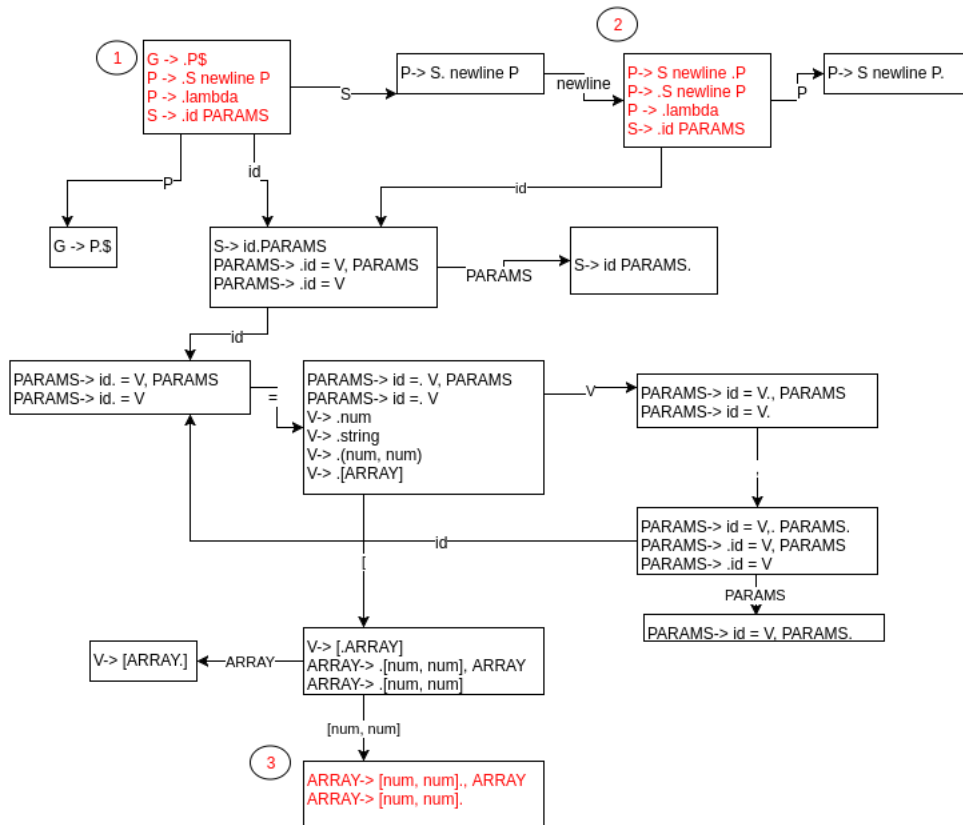 1
G -> .P$
P -> .S newline P
P -> .lambda
S -> .id PARAMS
S
P-> S. newline P
newline
2
P-> S newline .P
P-> .S newline P
P -> .lambda
S-> .id PARAMS
P
P-> S newline P.
P
id
id
G -> P.$
S-> id.PARAMS
PARAMS-> .id = V, PARAMS
PARAMS-> .id = V
PARAMS
S-> id PARAMS.
id
PARAMS-> id. = V, PARAMS
PARAMS-> id. = V
=
PARAMS-> id =. V, PARAMS
PARAMS-> id =. V
V-> .num
V-> .string
V-> .(num, num)
V-> .[ARRAY]
V
PARAMS-> id = V., PARAMS
PARAMS-> id = V.
,
PARAMS-> id = V,. PARAMS.
PARAMS-> .id = V, PARAMS
PARAMS-> .id = V
id
[
PARAMS
PARAMS-> id = V, PARAMS.
V-> [.ARRAY]
ARRAY-> .[num, num], ARRAY
ARRAY-> .[num, num]
ARRAY
V-> [ARRAY.]
[num, num]
3
ARRAY-> [num, num]., ARRAY
ARRAY-> [num, num].